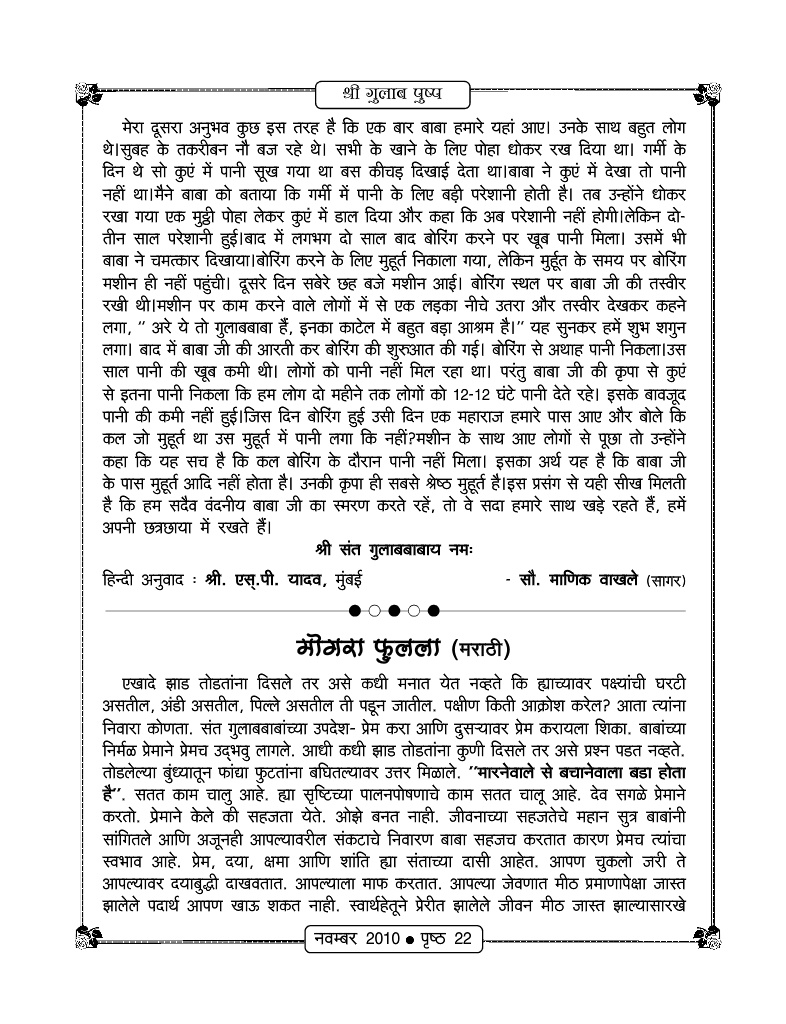 श्री गुलाब पुष्प
मेरा दूसरा अनुभव कुछ इस तरह है कि एक बार बाबा हमारे यहां आए। उनके साथ बहुत लोग
थे।सुबह के तकरीबन नौ बज रहे थे। सभी के खाने के लिए पोहा धोकर रख दिया था। गर्मी के
दिन थे सो कुएं में पानी सूख गया था बस कीचड़ दिखाई देता था।बाबा ने कुएं में देखा तो पानी
नहीं था।मैने बाबा को बताया कि गर्मी में पानी के लिए बड़ी परेशानी होती है। तब उन्होंने धोकर
रखा गया एक मुट्ठी पोहा लेकर कुएं में डाल दिया और कहा कि अब परेशानी नहीं होगी।लेकिन दो-
तीन साल परेशानी हुई।बाद में लगभग दो साल बाद बोरिंग करने पर खूब पानी मिला। उसमें भी
बाबा ने चमत्कार दिखाया।बोरिंग करने के लिए मुहूर्त निकाला गया, लेकिन मुर्हूत के समय पर बोरिंग
मशीन ही नहीं पहुंची। दूसरे दिन सबेरे छह बजे मशीन आई। बोरिंग स्थल पर बाबा जी की तस्वीर
रखी थी।मशीन पर काम करने वाले लोगों में से एक लड़का नीचे उतरा और तस्वीर देखकर कहने
लगा, ” अरे ये तो गुलाबबाबा हैं, इनका काटेल में बहुत बड़ा आश्रम है।” यह सुनकर हमें शुभ शगुन
लगा। बाद में बाबा जी की आरती कर बोरिंग की शुरुआत की गई। बोरिंग से अथाह पानी निकला।उस
साल पानी की खूब कमी थी। लोगों को पानी नहीं मिल रहा था। परंतु बाबा जी की कृपा से कुएं
से इतना पानी निकला कि हम लोग दो महीने तक लोगों को 12-12 घंटे पानी देते रहे। इसके बावजूद
पानी की कमी नहीं हुई।जिस दिन बोरिंग हुई उसी दिन एक महाराज हमारे पास आए और बोले कि
कल जो मुहूर्त था उस मुहूर्त में पानी लगा कि नहीं?मशीन के साथ आए लोगों से पूछा तो उन्होंने
कहा कि यह सच है कि कल बोरिंग के दौरान पानी नहीं मिला। इसका अर्थ यह है कि बाबा जी
के पास मुहूर्त आदि नहीं होता है। उनकी कृपा ही सबसे श्रेष्ठ मुहूर्त है।इस प्रसंग से यही सीख मिलती
है कि हम सदैव वंदनीय बाबा जी का स्मरण करते रहें, तो वे सदा हमारे साथ खड़े रहते हैं, हमें
अपनी छत्रछाया में रखते हैं।
श्री संत गुलाबबाबाय नमः
हिन्दी अनुवाद : श्री. एस्.पी. यादव, मुंबई - सौ. माणिक वाखले (सागर)
मोगरा फुलला (मराठी)
एखादे झाड तोडतांना दिसले तर असे कधी मनात येत नव्हते कि ह्याच्यावर पक्ष्यांची घरटी
असतील, अंडी असतील, पिल्ले असतील ती पडून जातील. पक्षीण किती आक्रोश करेल? आता त्यांना
निवारा कोणता. संत गुलाबबाबांच्या उपदेश- प्रेम करा आणि दुसऱ्यावर प्रेम करायला शिका. बाबांच्या
निर्मळ प्रेमाने प्रेमच उद्भवु लागले. आधी कधी झाड तोडतांना कुणी दिसले तर असे प्रश्न पडत नव्हते.
तोडलेल्या बुंध्यातून फांद्या फुटतांना बघितल्यावर उत्तर मिळाले. ”मारनेवाले से बचानेवाला बडा होता
है”. सतत काम चालु आहे. ह्या सृष्टिच्या पालनपोषणाचे काम सतत चालू आहे. देव सगळे प्रेमाने
करतो. प्रेमाने केले की सहजता येते. ओझे बनत नाही. जीवनाच्या सहजतेचे महान सुत्र बाबांनी
सांगितले आणि अजूनही आपल्यावरील संकटाचे निवारण बाबा सहजच करतात कारण प्रेमच त्यांचा
स्वभाव आहे. प्रेम, दया, क्षमा आणि शांति ह्या संताच्या दासी आहेत. आपण चुकलो जरी ते
आपल्यावर दयाबुद्धी दाखवतात. आपल्याला माफ करतात. आपल्या जेवणात मीठ प्रमाणापेक्षा जास्त
झालेले पदार्थ आपण खाऊ शकत नाही. स्वार्थहेतूने प्रेरीत झालेले जीवन मीठ जास्त झाल्यासारखे
नवम्बर 2010 ● पृष्ठ 22